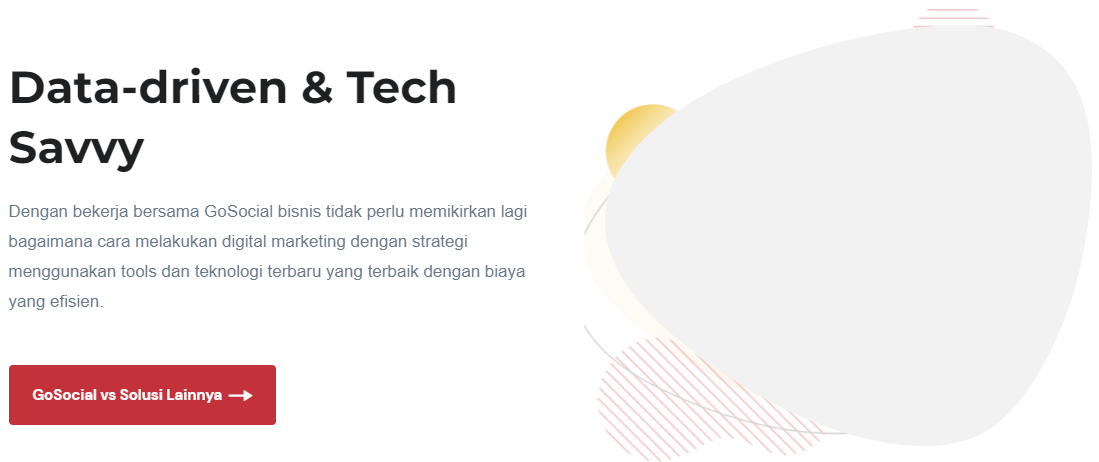 Data-driven & Tech
Savvy
Dengan bekerja bersama GoSocial bisnis tidak perlu memikirkan lagi
bagaimana cara melakukan digital marketing dengan strategi
menggunakan tools dan teknologi terbaru yang terbaik dengan biaya
yang efisien.
GoSocial vs Solusi Lainnya